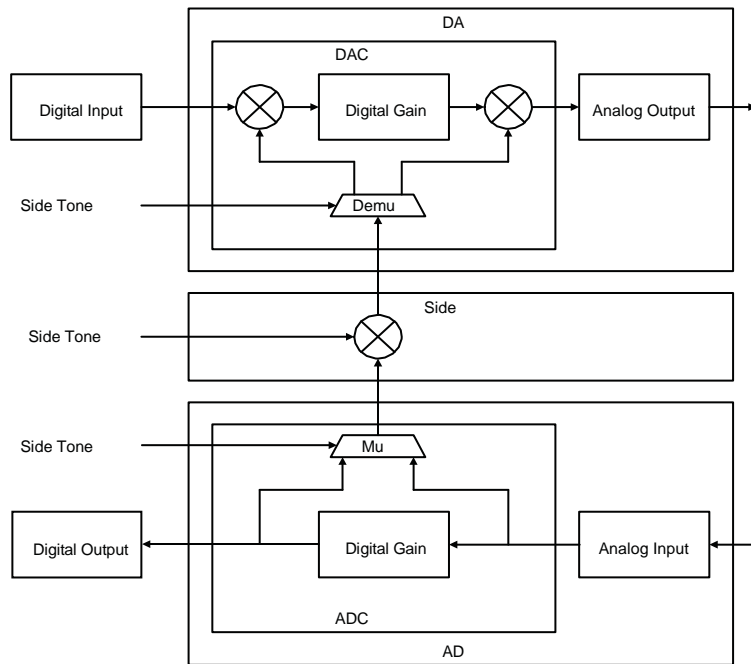 DA
DAC
Digital Input
Digital Gain
Analog Output
Side Tone
Demu
Side
Side Tone
Side Tone
Mu
Digital Output
Digital Gain
Analog Input
ADC
AD